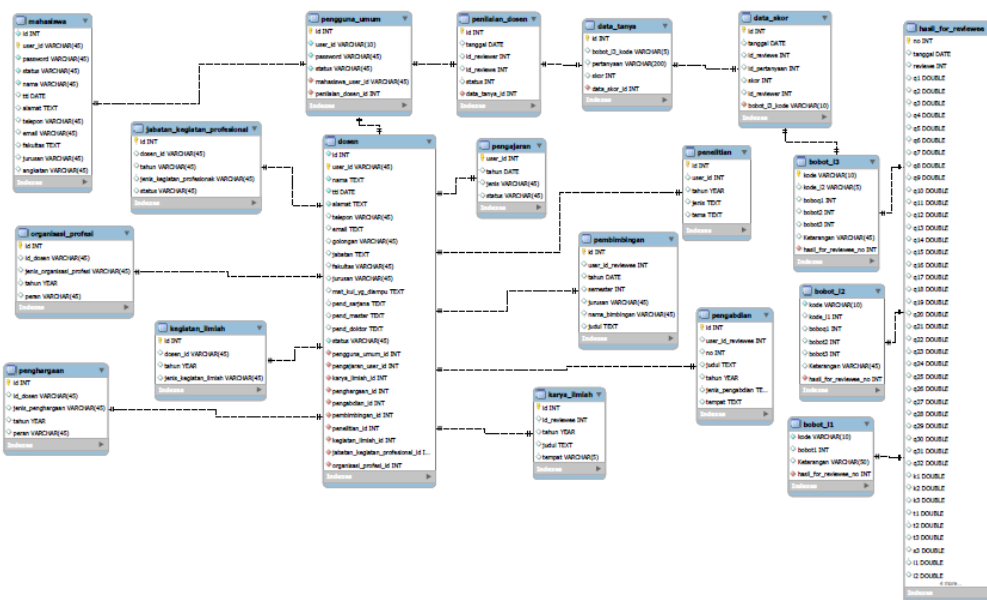 mahasiswa
id INT
user_id VARCHAR(45)
password VARCHAR(45)
status VARCHAR(45)
nama VARCHAR(45)
ttl DATE
alamat TEXT
telepon VARCHAR(45)
email VARCHAR(45)
fakultas TEXT
jurusan VARCHAR(45)
angkatan VARCHAR(45)
Indexes
pengguna_umum
id INT
user_id VARCHAR(10)
password VARCHAR(45)
status VARCHAR(45)
mahasiswa_user_id VARCHAR(45)
penilaian_dosen_id INT
Indexes
penilaian_dosen
id INT
tanggal DATE
id_reviewer INT
id_reviewee INT
status INT
data_tanya_id INT
Indexes
data_tanya
id INT
bobot_l3_kode VARCHAR(5)
pertanyaan VARCHAR(200)
skor INT
data_skor_id INT
Indexes
data_skor
id INT
tanggal DATE
id_reviewee INT
id_pertanyaan INT
skor INT
id_reviewer INT
bobot_l3_kode VARCHAR(10)
Indexes
hasil_for_reviewee
no INT
tanggal DATE
reviewee INT
q1 DOUBLE
q2 DOUBLE
q3 DOUBLE
q4 DOUBLE
q5 DOUBLE
q6 DOUBLE
q7 DOUBLE
q8 DOUBLE
q9 DOUBLE
q10 DOUBLE
q11 DOUBLE
q12 DOUBLE
q13 DOUBLE
q14 DOUBLE
q15 DOUBLE
q16 DOUBLE
q17 DOUBLE
q18 DOUBLE
q19 DOUBLE
q20 DOUBLE
q21 DOUBLE
q22 DOUBLE
q23 DOUBLE
q24 DOUBLE
q25 DOUBLE
q26 DOUBLE
q27 DOUBLE
q28 DOUBLE
q29 DOUBLE
q30 DOUBLE
q31 DOUBLE
q32 DOUBLE
k1 DOUBLE
k2 DOUBLE
k3 DOUBLE
t1 DOUBLE
t2 DOUBLE
t3 DOUBLE
x3 DOUBLE
l1 DOUBLE
l2 DOUBLE
4 more...
Indexes
jabatan_kegiatan_profesional
id INT
dosen_id VARCHAR(45)
tahun VARCHAR(45)
jenis_kegiatan_profesionak VARCHAR(45)
status VARCHAR(45)
Indexes
dosen
id INT
user_id VARCHAR(45)
nama TEXT
ttl DATE
alamat TEXT
telepon VARCHAR(45)
email TEXT
golongan VARCHAR(45)
jabatan TEXT
fakultas VARCHAR(45)
jurusan VARCHAR(45)
mat_kul_yg_diampu TEXT
pend_sarjana TEXT
pend_master TEXT
pend_doktor TEXT
status VARCHAR(45)
pengguna_umum_id INT
pengajaran_user_id INT
karya_ilmiah_id INT
penghargaan_id INT
pengabdian_id INT
pembimbingan_id INT
penelitian_id INT
kegiatan_ilmiah_id INT
jabatan_kegiatan_profesional_id I...
organisasi_profesi_id INT
Indexes
pengajaran
user_id INT
tahun DATE
jenis VARCHAR(45)
status VARCHAR(45)
Indexes
penelitian
id INT
user_id INT
tahun YEAR
jenis TEXT
tema TEXT
Indexes
bobot_l3
kode VARCHAR(10)
kode_l2 VARCHAR(5)
boboq1 INT
bobot2 INT
bobot3 INT
Keterangan VARCHAR(45)
hasil_for_reviewee_no INT
Indexes
organisasi_profesi
id INT
id_dosen VARCHAR(45)
jenis_organisasi_profesi VARCHAR(45)
tahun YEAR
peran VARCHAR(45)
Indexes
pembimbingan
id INT
user_id_reviewee INT
tahun DATE
semester INT
jurusan VARCHAR(45)
nama_bimbingan VARCHAR(45)
judul TEXT
Indexes
bobot_l2
kode VARCHAR(10)
kode_l1 INT
boboq1 INT
bobot2 INT
bobot3 INT
Keterangan VARCHAR(45)
hasil_for_reviewee_no INT
Indexes
kegiatan_ilmiah
id INT
dosen_id VARCHAR(45)
tahun YEAR
jenis_kegiatan_ilmiah VARCHAR(45)
Indexes
pengabdian
id INT
user_id_reviewee INT
no INT
judul TEXT
tahun YEAR
jenis_pengabdian TE...
tempat TEXT
Indexes
penghargaan
id INT
id_dosen VARCHAR(45)
jenis_penghargaan VARCHAR(45)
tahun YEAR
peran VARCHAR(45)
Indexes
karya_ilmiah
id INT
id_reviewee INT
tahun YEAR
judul TEXT
tempat VARCHAR(5)
Indexes
bobot_l1
kode VARCHAR(10)
bobot1 INT
Keterangan VARCHAR(50)
hasil_for_reviewee_no INT
Indexes